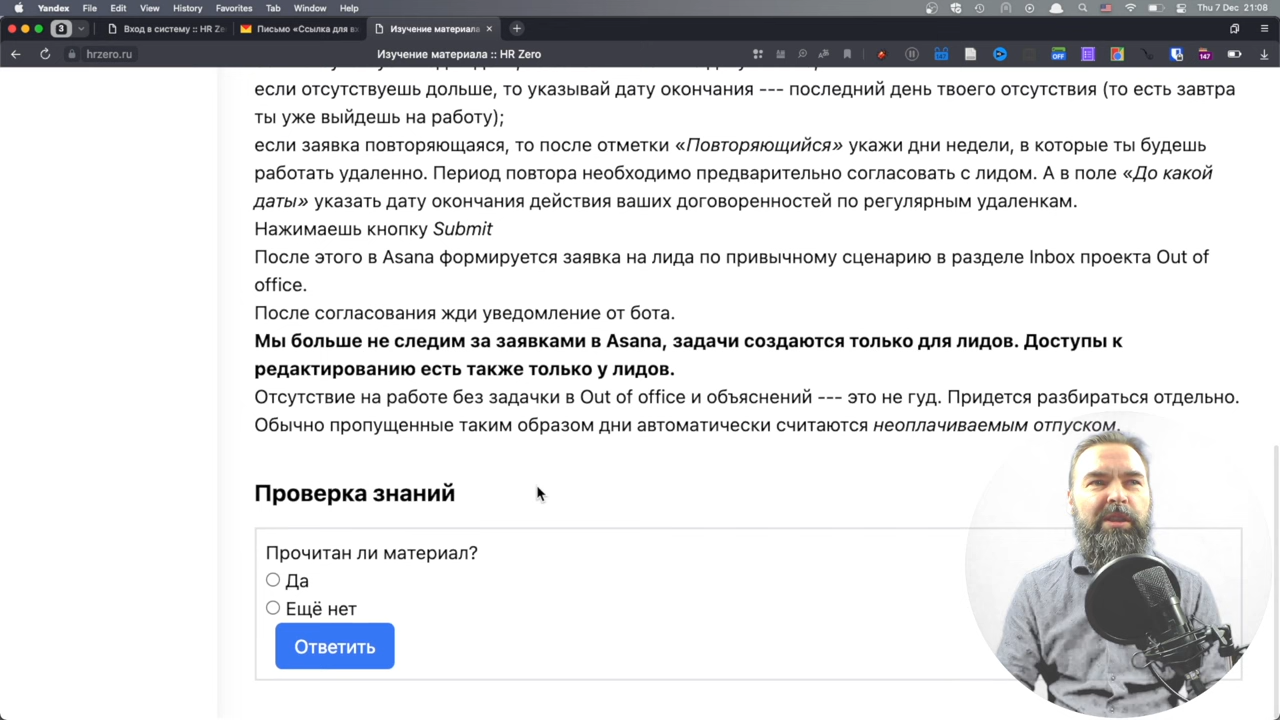 Yandex File Edit View History Favorites Tab Window Help Thu 7 Dec 21:08
3 Вход в систему :: HR Ze Письмо «Ссылка для вх Изучение материала
hrzero.ru Изучение материала :: HR Zero OFF 147
если отсутствуешь дольше, то указывай дату окончания --- последний день твоего отсутствия (то есть завтра
ты уже выйдешь на работу);
если заявка повторяющаяся, то после отметки «Повторяющийся» укажи дни недели, в которые ты будешь
работать удаленно. Период повтора необходимо предварительно согласовать с лидом. А в поле «До какой
даты» указать дату окончания действия ваших договоренностей по регулярным удаленкам.
Нажимаешь кнопку Submit
После этого в Asana формируется заявка на лида по привычному сценарию в разделе Inbox проекта Out of
office.
После согласования жди уведомление от бота.
Мы больше не следим за заявками в Asana, задачи создаются только для лидов. Доступы к
редактированию есть также только у лидов.
Отсутствие на работе без задачки в Out of office и объяснений --- это не гуд. Придется разбираться отдельно.
Обычно пропущенные таким образом дни автоматически считаются неоплачиваемым отпуском.
Проверка знаний
Прочитан ли материал?
Да
Ещё нет
Ответить